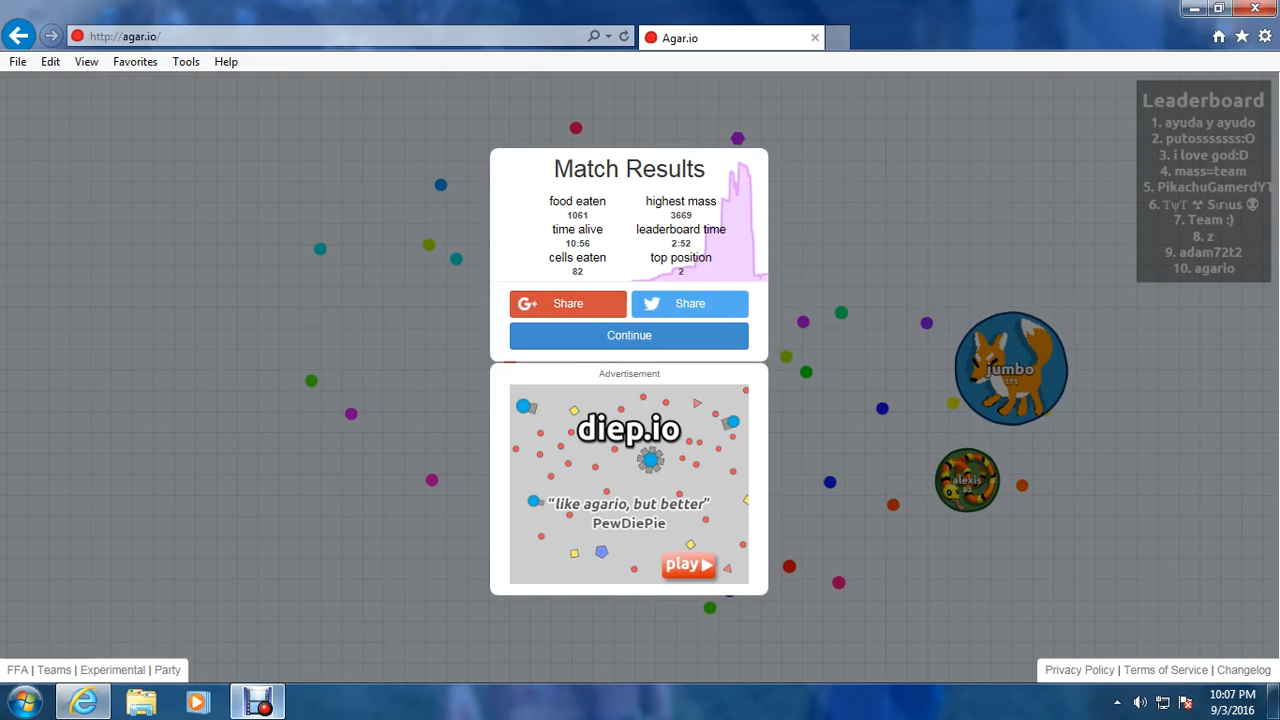 http://agar.io/
Agar.io
File Edit View Favorites Tools Help
Leaderboard
1. ayuda y ayudo
2. putosssssss:O
3. i love god:D
4. mass=team
5. PikachuGamerdYT
6. TψT ☢ Sιrιus 👽
7. Team :)
8. z
9. adam72t2
10. agario
Match Results
food eaten highest mass
1061 3669
time alive leaderboard time
10:56 2:52
cells eaten top position
82 2
G+ Share Share
Continue
Advertisement
diep.io
"like agario, but better"
PewDiePie
play
jumbo
171
alexis
FFA | Teams | Experimental | Party
Privacy Policy | Terms of Service | Changelog
10:07 PM
9/3/2016